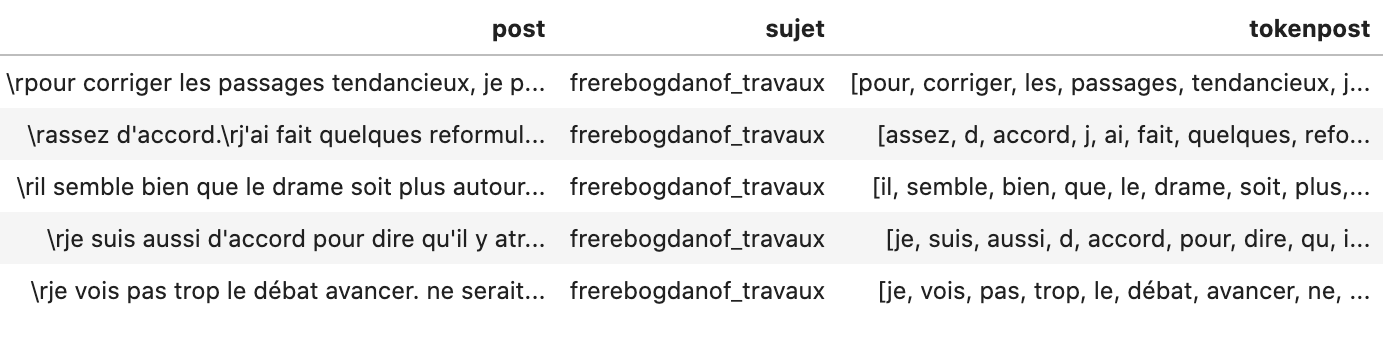 post sujet tokenpost
\rpour corriger les passages tendancieux, je p... frerebogdanof_travaux [pour, corriger, les, passages, tendancieux, j...
\rassez d'accord.\rj'ai fait quelques reformul... frerebogdanof_travaux [assez, d, accord, j, ai, fait, quelques, refo...
\ril semble bien que le drame soit plus autour... frerebogdanof_travaux [il, semble, bien, que, le, drame, soit, plus,...
\rje suis aussi d'accord pour dire qu'il y atr... frerebogdanof_travaux [je, suis, aussi, d, accord, pour, dire, qu, i...
\rje vois pas trop le débat avancer. ne serait... frerebogdanof_travaux [je, vois, pas, trop, le, débat, avancer, ne, ...